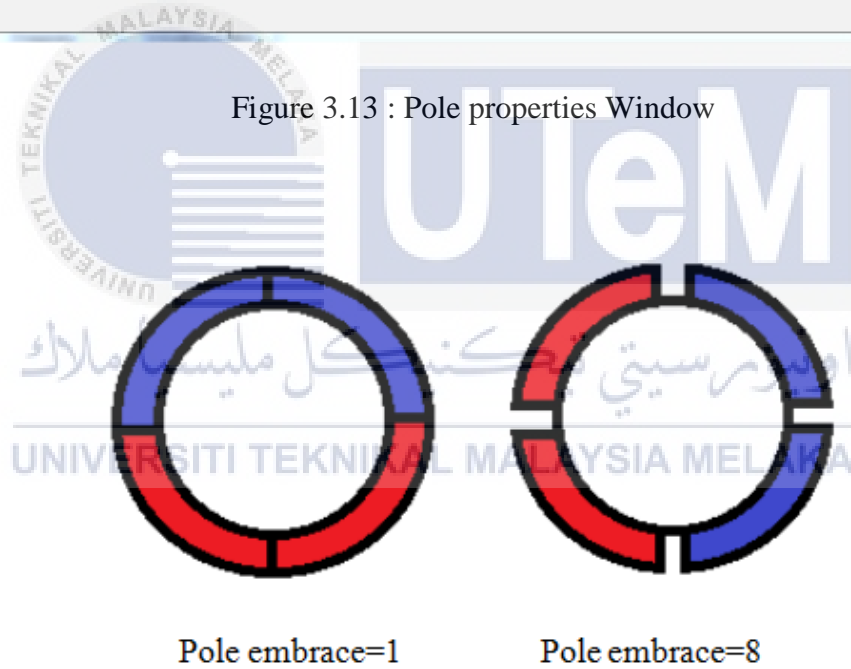 UNIVERSITI TEKNIKAL MALAYSIA MELAKA
Figure 3.13 : Pole properties Window
UTeM
اونيورسيتي تيكنيكل مليسيا ملاك
UNIVERSITI TEKNIKAL MALAYSIA MELAKA
Pole embrace=1
Pole embrace=8